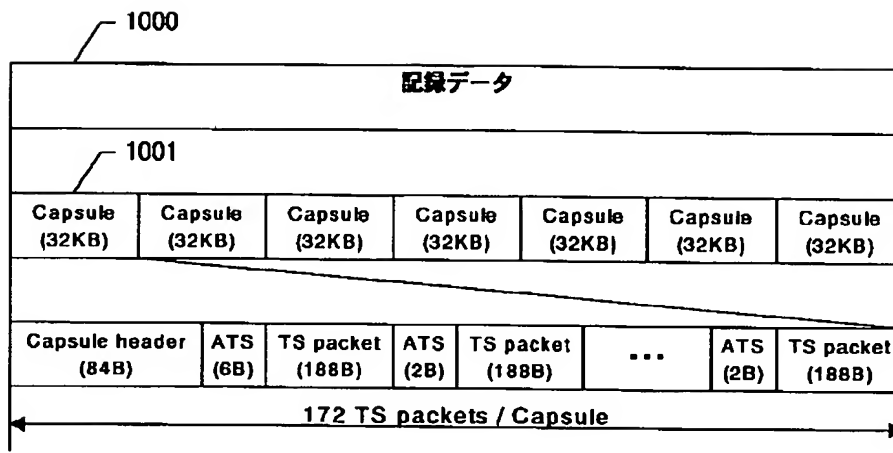 1000
記録データ
1001
Capsule Capsule Capsule Capsule Capsule Capsule Capsule
(32KB) (32KB) (32KB) (32KB) (32KB) (32KB) (32KB)
Capsule header ATS TS packet ATS TS packet ... ATS TS packet
(84B) (6B) (188B) (2B) (188B) (2B) (188B)
172 TS packets / Capsule